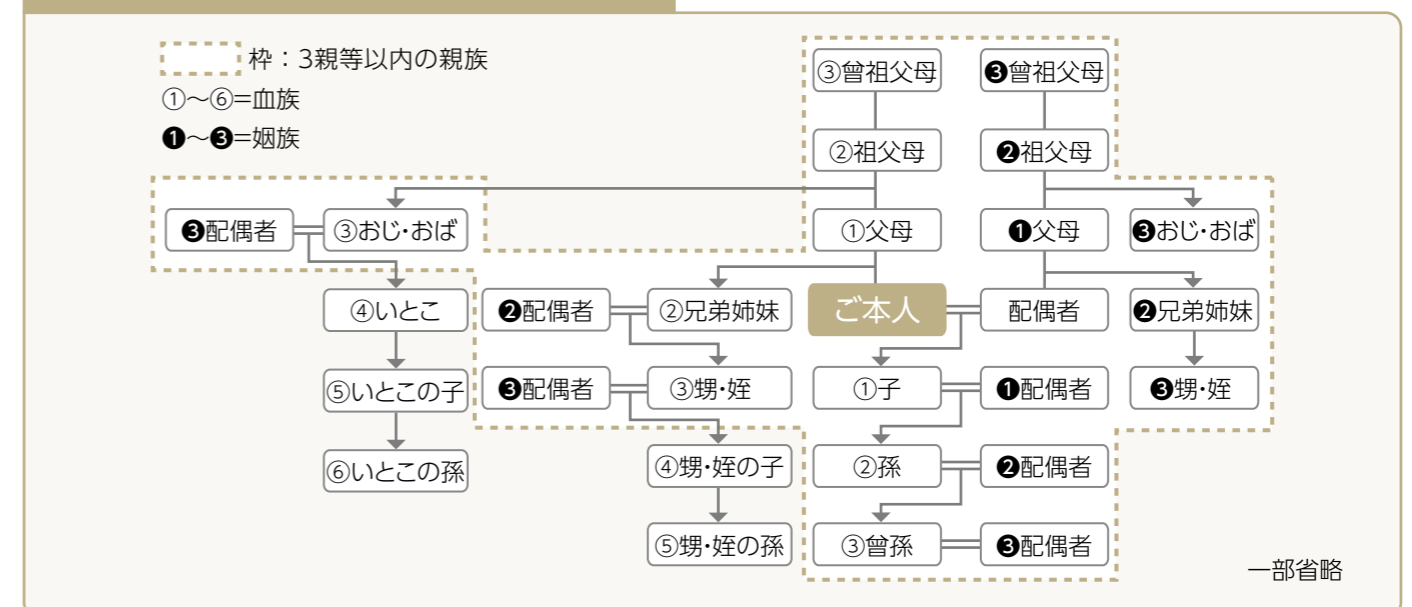 枠：3親等以内の親族
①～⑥=血族
❶～❸=姻族
③曾祖父母 ❸曾祖父母
②祖父母 ❷祖父母
❸配偶者 ③おじ・おば ①父母 ❶父母 ❸おじ・おば
④いとこ ❷配偶者 ②兄弟姉妹 ご本人 配偶者 ❷兄弟姉妹
⑤いとこの子 ❸配偶者 ③甥・姪 ①子 ❶配偶者 ❸甥・姪
⑥いとこの孫 ④甥・姪の子 ②孫 ❷配偶者
⑤甥・姪の孫 ③曾孫 ❸配偶者
一部省略